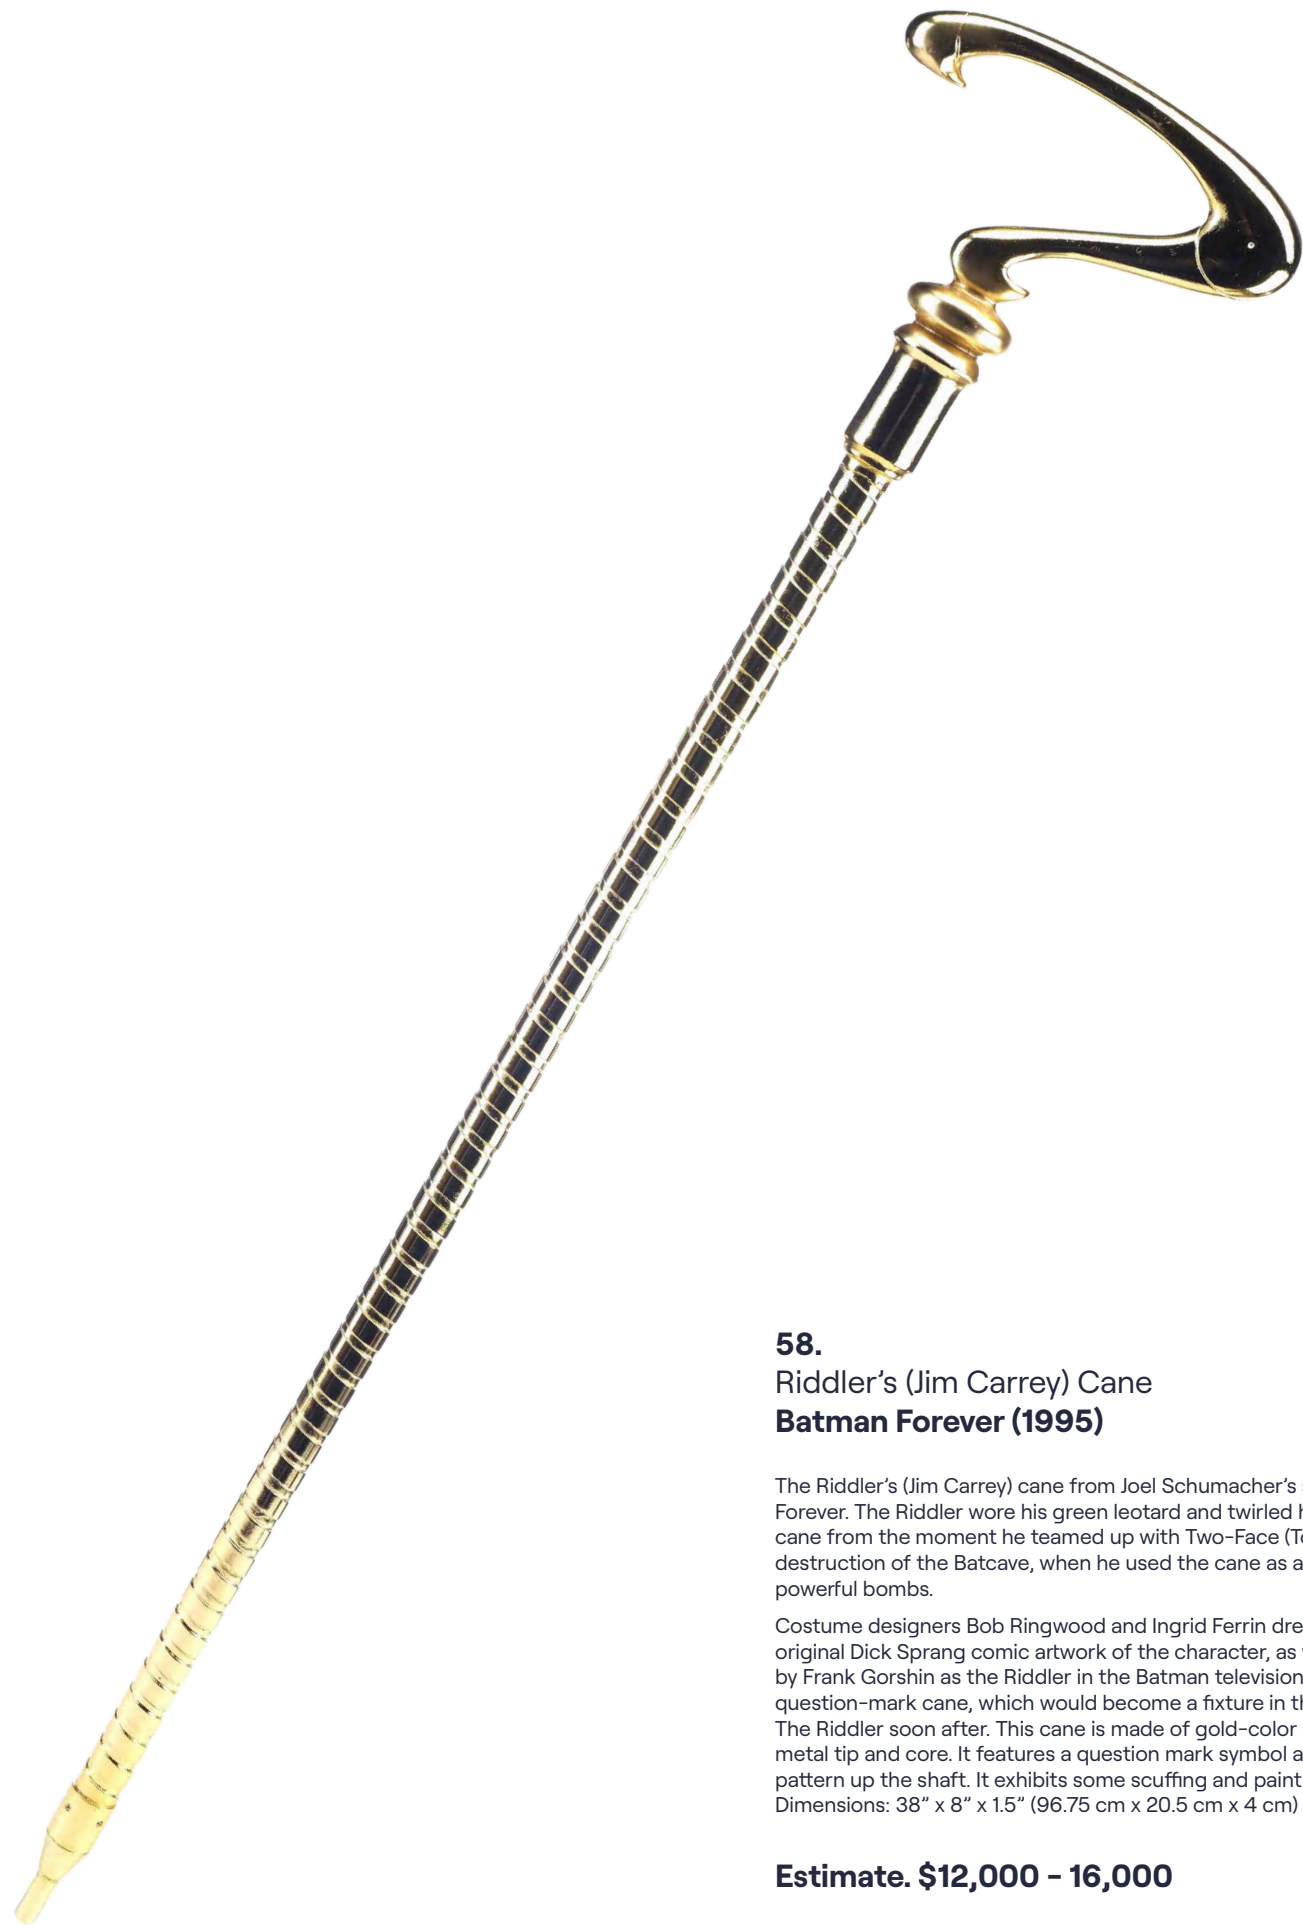 58.
Riddler’s (Jim Carrey) Cane
Batman Forever (1995)
The Riddler’s (Jim Carrey) cane from Joel Schumacher’s
Forever. The Riddler wore his green leotard and twirled
cane from the moment he teamed up with Two-Face
destruction of the Batcave, when he used the cane as a
powerful bombs.
Costume designers Bob Ringwood and Ingrid Ferrin
original Dick Sprang comic artwork of the character, as
by Frank Gorshin as the Riddler in the Batman television
question-mark cane, which would become a fixture in
The Riddler soon after. This cane is made of gold-color
metal tip and core. It features a question mark symbol
pattern up the shaft. It exhibits some scuffing and paint
Dimensions: 38” x 8” x 1.5” (96.75 cm x 20.5 cm x 4 cm)
Estimate. $12,000 – 16,000